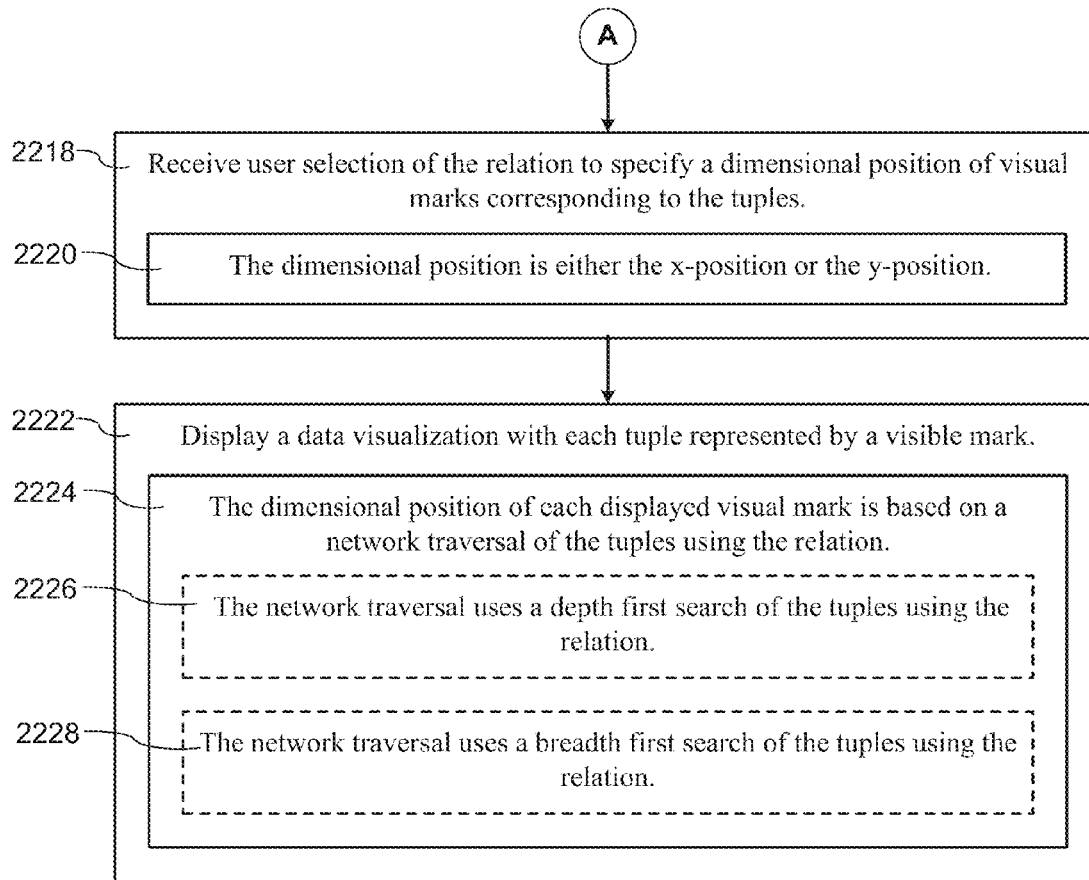 A
2218
Receive user selection of the relation to specify a dimensional position of visual
marks corresponding to the tuples.
2220
The dimensional position is either the x-position or the y-position.
2222
Display a data visualization with each tuple represented by a visible mark.
2224
The dimensional position of each displayed visual mark is based on a
network traversal of the tuples using the relation.
2226
The network traversal uses a depth first search of the tuples using the
relation.
2228
The network traversal uses a breadth first search of the tuples using the
relation.